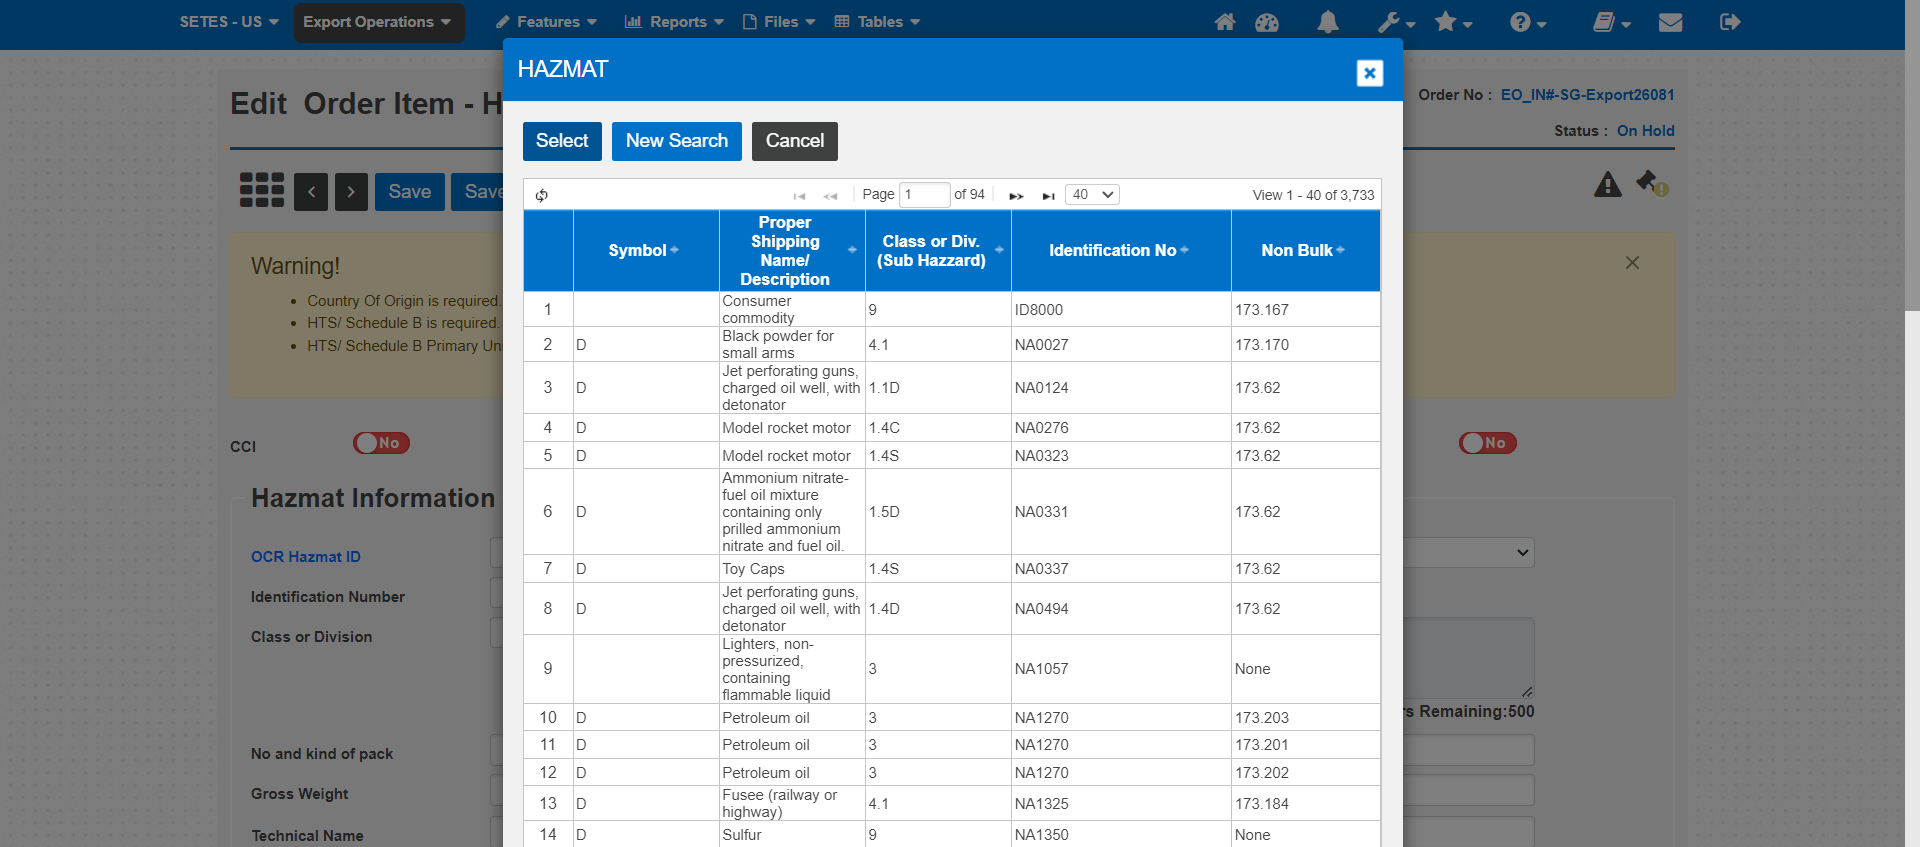 SETES - US
Export Operations
Features
Reports
Files
Tables
HAZMAT
Edit Order Item - H
Order No : EO_IN#-SG-Export26081
Status : On Hold
Select
New Search
Cancel
Save
Save
Page 1 of 94
40
View 1 - 40 of 3,733
Warning!
Country Of Origin is required.
HTS/ Schedule B is required.
HTS/ Schedule B Primary Un
Symbol
Proper Shipping Name/ Description
Class or Div. (Sub Hazzard)
Identification No
Non Bulk
1 Consumer commodity 9 ID8000 173.167
2 D Black powder for small arms 4.1 NA0027 173.170
3 D Jet perforating guns, charged oil well, with detonator 1.1D NA0124 173.62
4 D Model rocket motor 1.4C NA0276 173.62
5 D Model rocket motor 1.4S NA0323 173.62
6 D Ammonium nitrate-fuel oil mixture containing only prilled ammonium nitrate and fuel oil. 1.5D NA0331 173.62
7 D Toy Caps 1.4S NA0337 173.62
8 D Jet perforating guns, charged oil well, with detonator 1.4D NA0494 173.62
9 Lighters, non-pressurized, containing flammable liquid 3 NA1057 None
10 D Petroleum oil 3 NA1270 173.203
11 D Petroleum oil 3 NA1270 173.201
12 D Petroleum oil 3 NA1270 173.202
13 D Fusee (railway or highway) 4.1 NA1325 173.184
14 D Sulfur 9 NA1350 None
CCI
No
No
Hazmat Information
OCR Hazmat ID
Identification Number
Class or Division
rs Remaining:500
No and kind of pack
Gross Weight
Technical Name